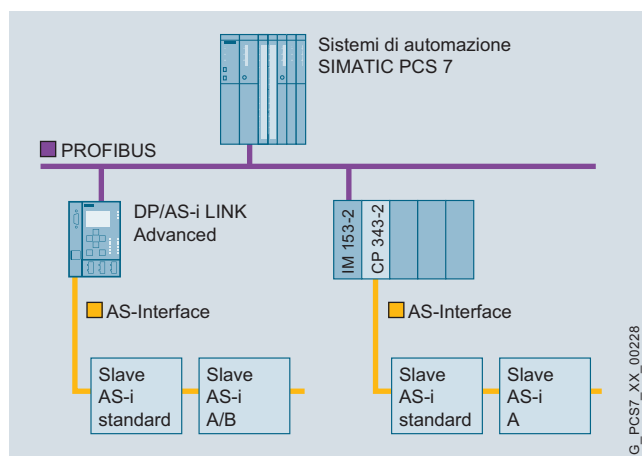 Sistemi di automazione
SIMATIC PCS 7
PROFIBUS
DP/AS-i LINK
Advanced
IM 153-2
CP 343-2
AS-Interface
AS-Interface
Slave
AS-i
standard
Slave
AS-i
A/B
Slave
AS-i
standard
Slave
AS-i
A
G_PCS7_XX_00228